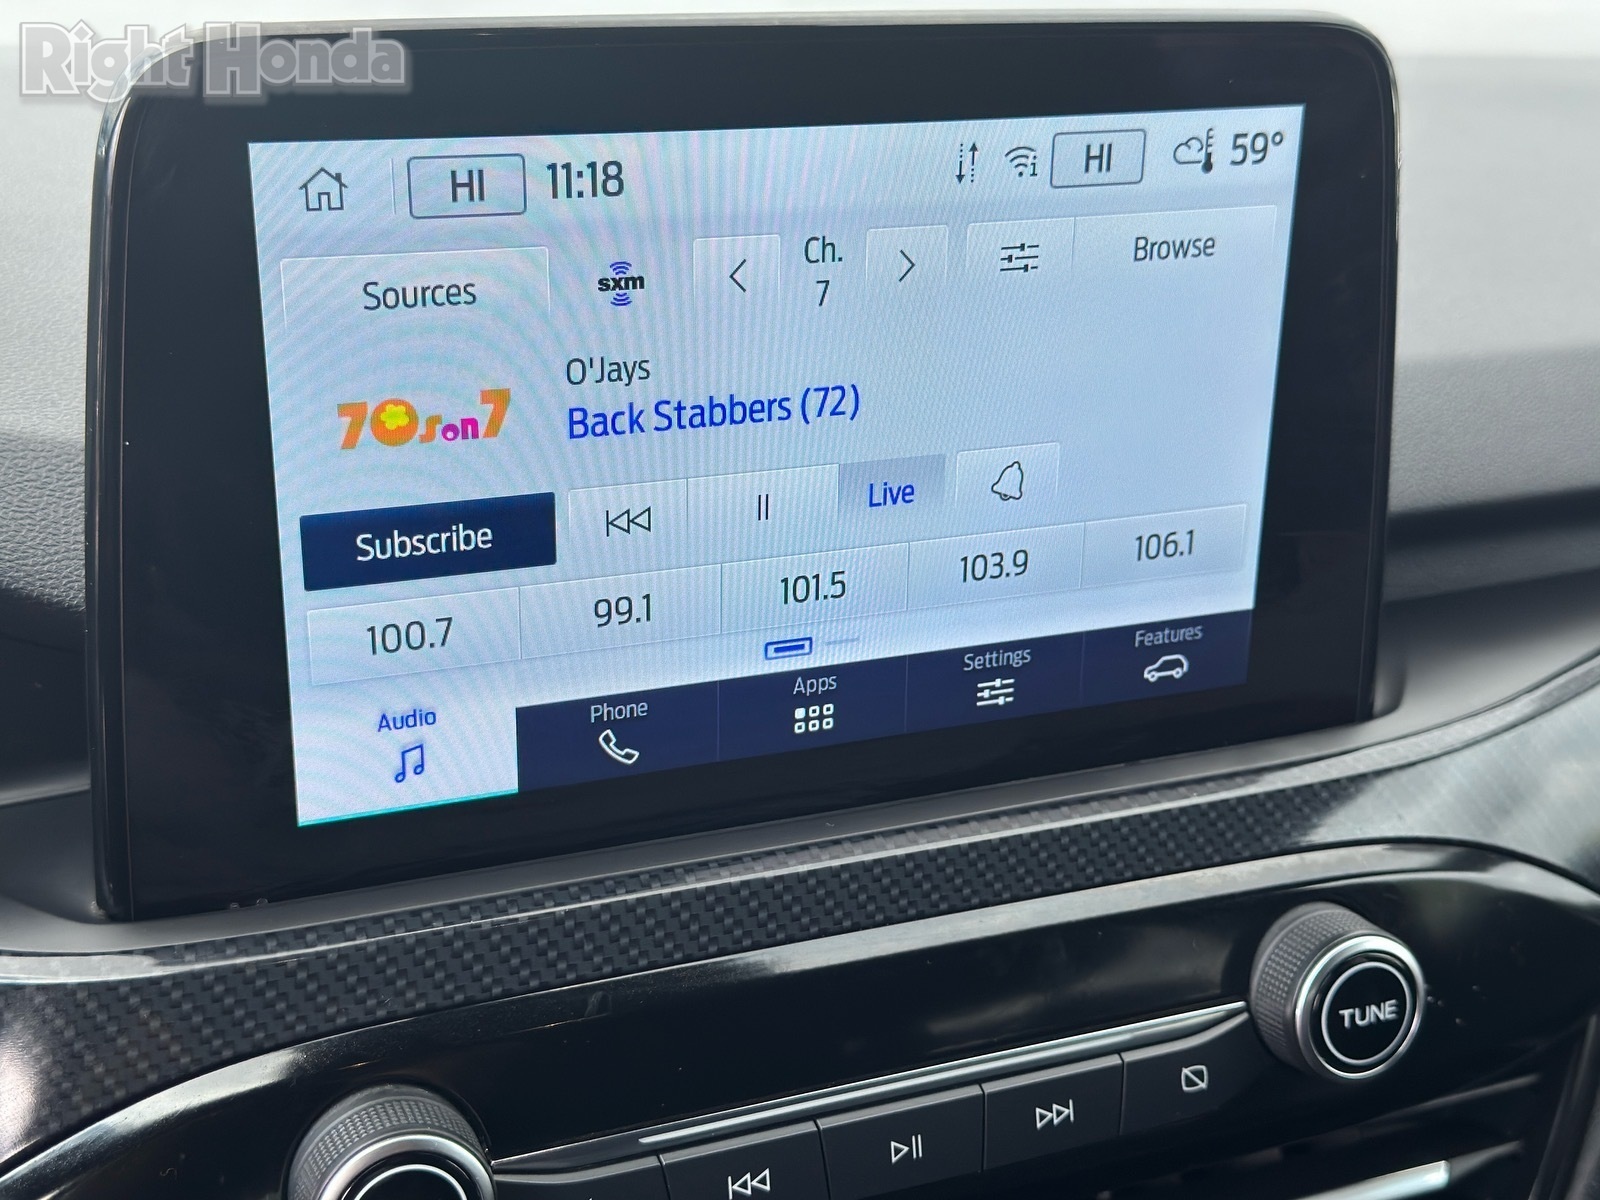 Right Honda
HI 11:18 HI 59°
Sources sxm Ch. 7 Browse
O'Jays
70s on 7 Back Stabbers (72)
Subscribe Live
100.7 99.1 101.5 103.9 106.1
Audio Phone Apps Settings Features
TUNE